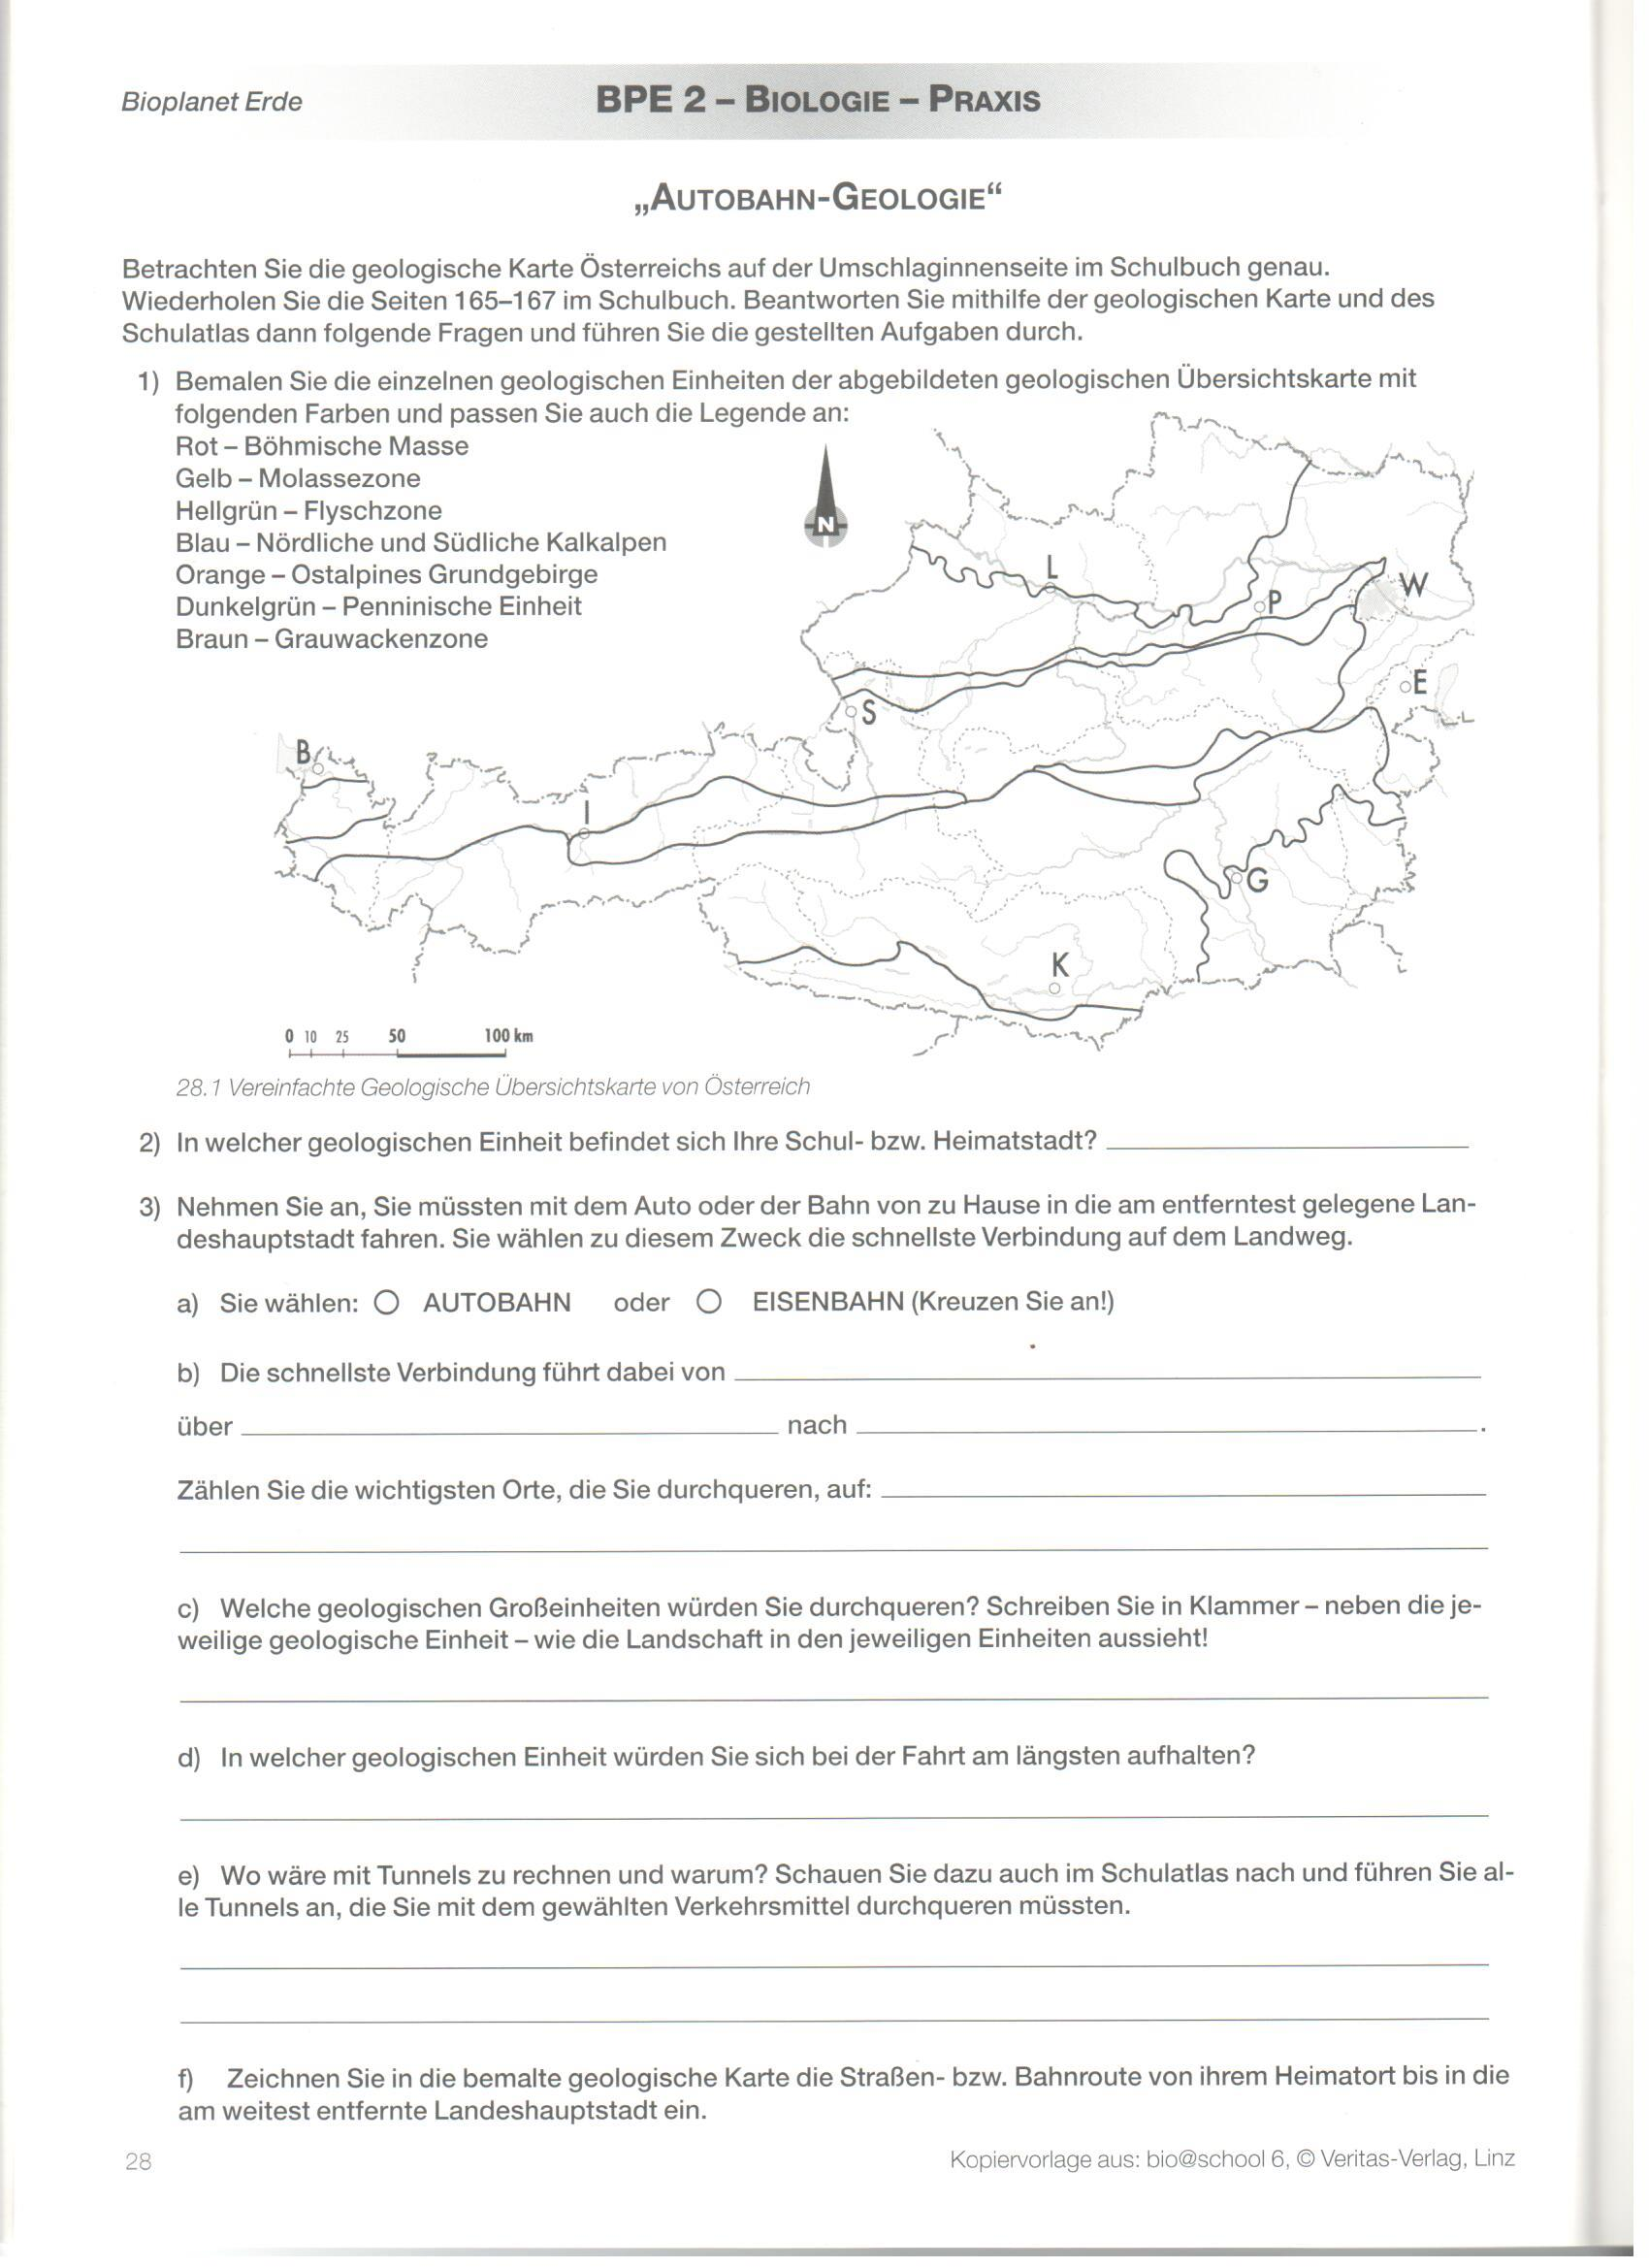 Bioplanet Erde
BPE 2 – BIOLOGIE – PRAXIS
„AUTOBAHN-GEOLOGIE“
Betrachten Sie die geologische Karte Österreichs auf der Umschlaginnenseite im Schulbuch genau.
Wiederholen Sie die Seiten 165–167 im Schulbuch. Beantworten Sie mithilfe der geologischen Karte und des
Schulatlas dann folgende Fragen und führen Sie die gestellten Aufgaben durch.
1) Bemalen Sie die einzelnen geologischen Einheiten der abgebildeten geologischen Übersichtskarte mit
folgenden Farben und passen Sie auch die Legende an:
Rot – Böhmische Masse
Gelb – Molassezone
Hellgrün – Flyschzone
Blau – Nördliche und Südliche Kalkalpen
Orange – Ostalpines Grundgebirge
Dunkelgrün – Penninische Einheit
Braun – Grauwackenzone
N
L
W
P
E
S
B
I
G
K
0 10 25 50 100 km
28.1 Vereinfachte Geologische Übersichtskarte von Österreich
2) In welcher geologischen Einheit befindet sich Ihre Schul- bzw. Heimatstadt?
3) Nehmen Sie an, Sie müssten mit dem Auto oder der Bahn von zu Hause in die am entferntest gelegene Lan-
deshauptstadt fahren. Sie wählen zu diesem Zweck die schnellste Verbindung auf dem Landweg.
a) Sie wählen: O AUTOBAHN oder O EISENBAHN (Kreuzen Sie an!)
b) Die schnellste Verbindung führt dabei von
über nach .
Zählen Sie die wichtigsten Orte, die Sie durchqueren, auf:
c) Welche geologischen Großeinheiten würden Sie durchqueren? Schreiben Sie in Klammer – neben die je-
weilige geologische Einheit – wie die Landschaft in den jeweiligen Einheiten aussieht!
d) In welcher geologischen Einheit würden Sie sich bei der Fahrt am längsten aufhalten?
e) Wo wäre mit Tunnels zu rechnen und warum? Schauen Sie dazu auch im Schulatlas nach und führen Sie al-
le Tunnels an, die Sie mit dem gewählten Verkehrsmittel durchqueren müssten.
f) Zeichnen Sie in die bemalte geologische Karte die Straßen- bzw. Bahnroute von ihrem Heimatort bis in die
am weitest entfernte Landeshauptstadt ein.
28
Kopiervorlage aus: bio@school 6, © Veritas-Verlag, Linz